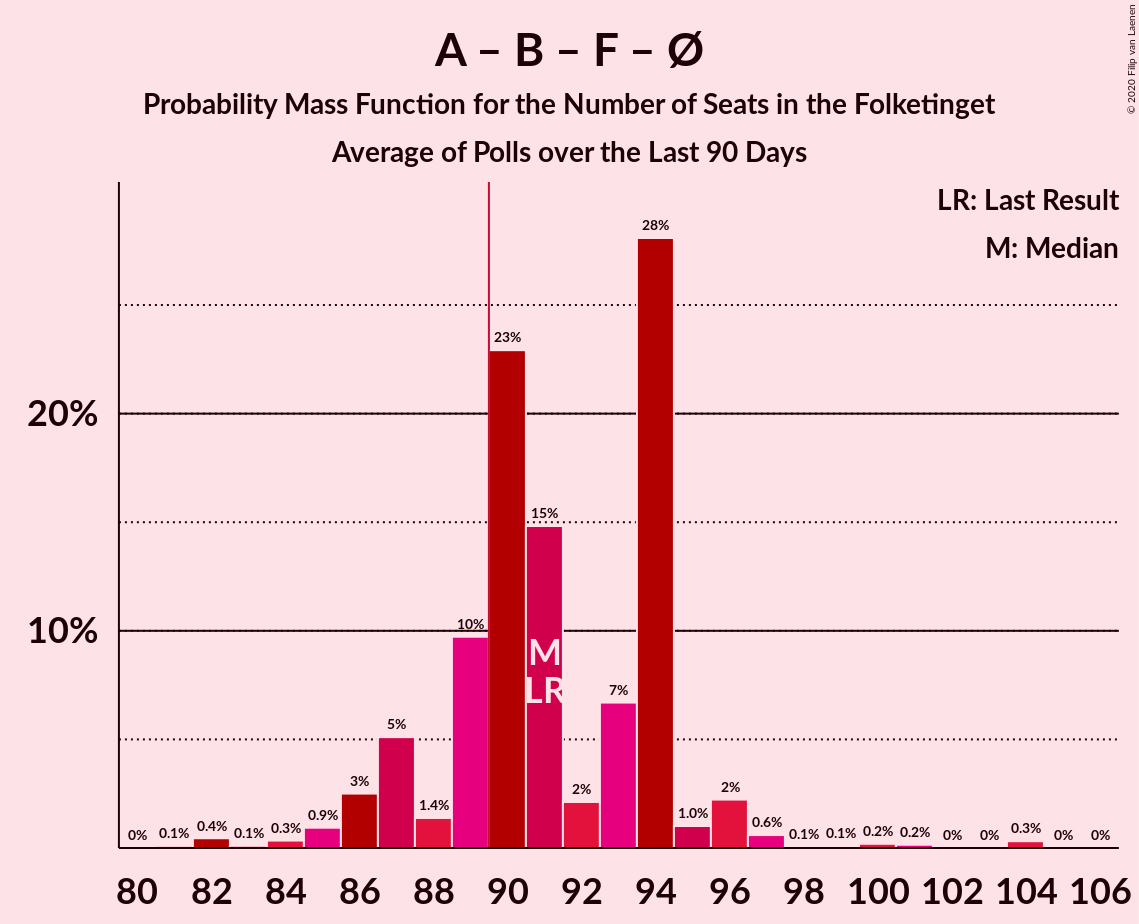 A – B – F – Ø
Probability Mass Function for the Number of Seats in the Folketinget
Average of Polls over the Last 90 Days
© 2020 Filip van Laenen
LR: Last Result
M: Median
20%
10%
0% 0.1% 0.4% 0.1% 0.3% 0.9% 3% 5% 1.4% 10% 23% 15% 2% 7% 28% 1.0% 2% 0.6% 0.1% 0.1% 0.2% 0.2% 0% 0% 0.3% 0% 0%
M
LR
80 82 84 86 88 90 92 94 96 98 100 102 104 106